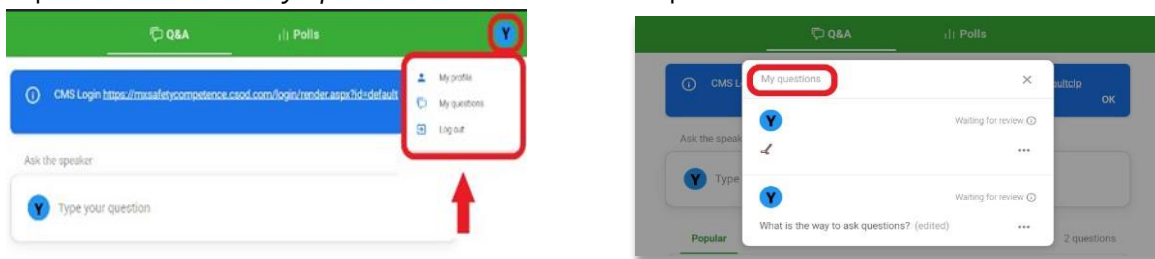 Q&A
Polls
Y
CMS Login https://mxsafetycompetence.csod.com/login/render.aspx?id=default
My profile
My questions
Log out
Ask the speaker
Y Type your question
Q&A
Polls
CMS L
aultclp
OK
My questions
Y Waiting for review
Ask the speak
Y Type
Y Waiting for review
What is the way to ask questions? (edited)
Popular
2 questions